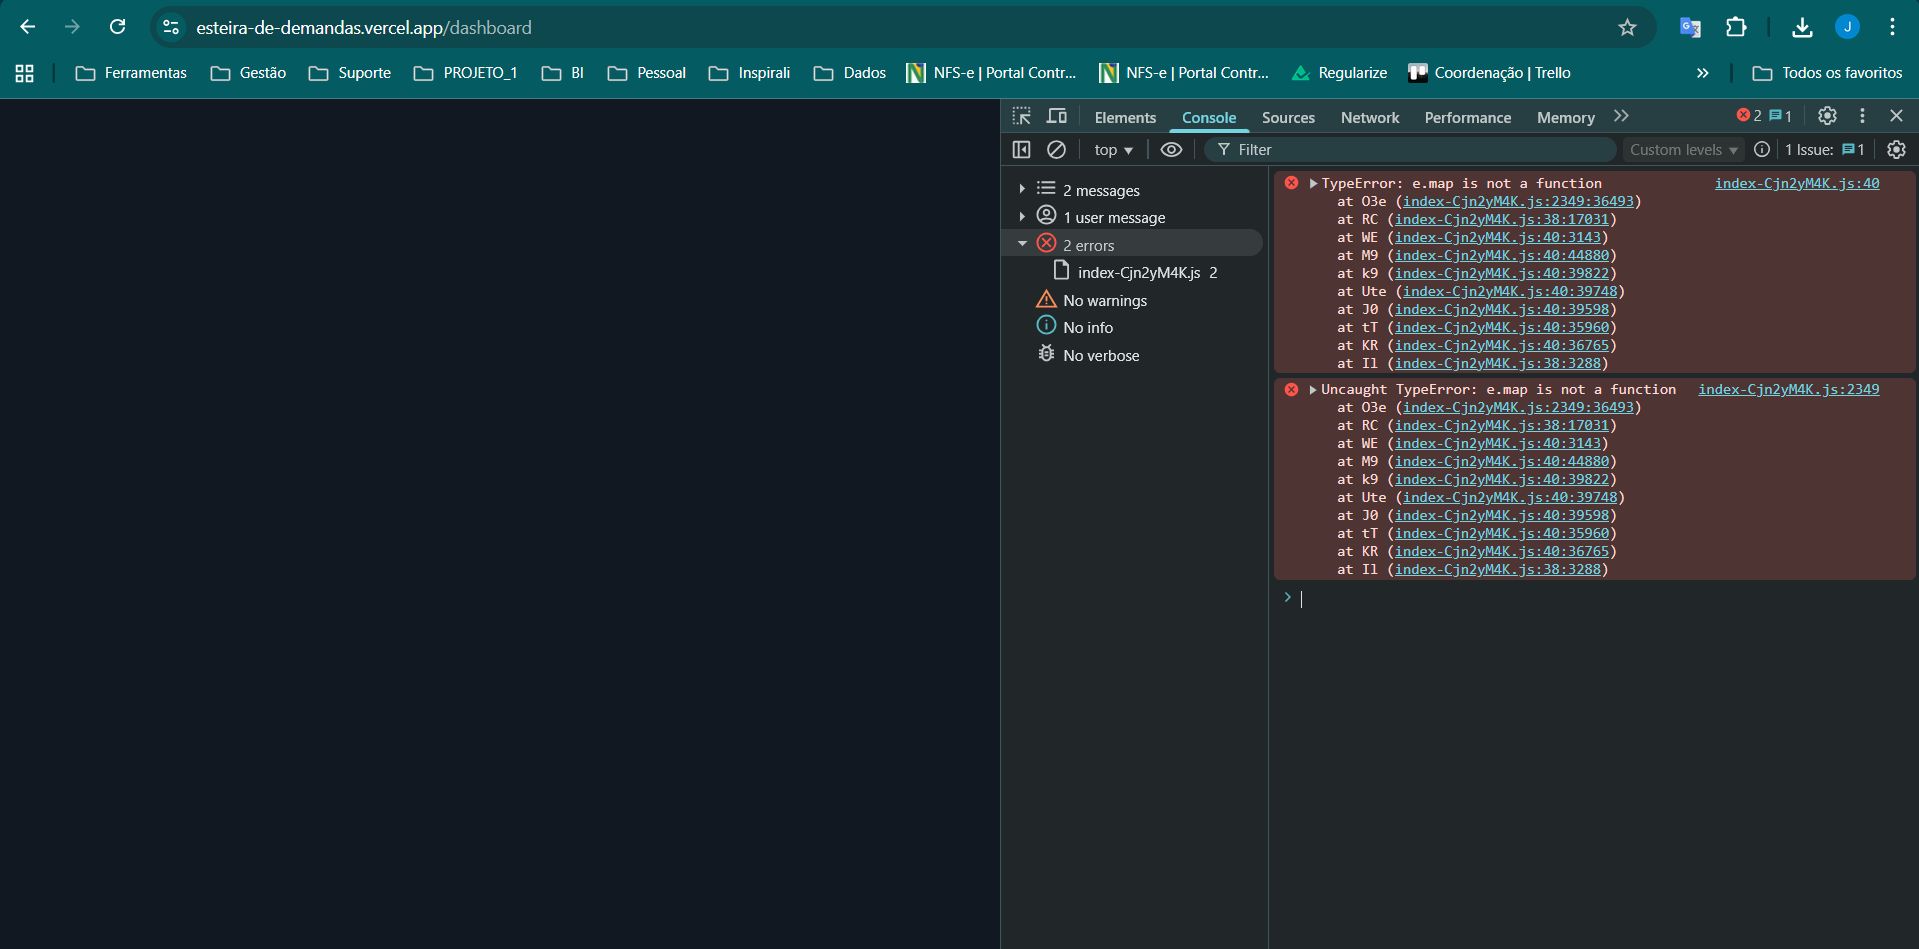 esteira-de-demandas.vercel.app/dashboard
J
Ferramentas Gestão Suporte PROJETO_1 BI Pessoal Inspirali Dados NFS-e | Portal Contr... NFS-e | Portal Contr... Regularize Coordenação | Trello Todos os favoritos
Elements Console Sources Network Performance Memory 2 1
top Filter Custom levels 1 Issue: 1
2 messages
1 user message
2 errors
index-Cjn2yM4K.js 2
No warnings
No info
No verbose
TypeError: e.map is not a function index-Cjn2yM4K.js:40
at O3e (index-Cjn2yM4K.js:2349:36493)
at RC (index-Cjn2yM4K.js:38:17031)
at WE (index-Cjn2yM4K.js:40:3143)
at M9 (index-Cjn2yM4K.js:40:44880)
at k9 (index-Cjn2yM4K.js:40:39822)
at Ute (index-Cjn2yM4K.js:40:39748)
at J0 (index-Cjn2yM4K.js:40:39598)
at tT (index-Cjn2yM4K.js:40:35960)
at KR (index-Cjn2yM4K.js:40:36765)
at Il (index-Cjn2yM4K.js:38:3288)
Uncaught TypeError: e.map is not a function index-Cjn2yM4K.js:2349
at O3e (index-Cjn2yM4K.js:2349:36493)
at RC (index-Cjn2yM4K.js:38:17031)
at WE (index-Cjn2yM4K.js:40:3143)
at M9 (index-Cjn2yM4K.js:40:44880)
at k9 (index-Cjn2yM4K.js:40:39822)
at Ute (index-Cjn2yM4K.js:40:39748)
at J0 (index-Cjn2yM4K.js:40:39598)
at tT (index-Cjn2yM4K.js:40:35960)
at KR (index-Cjn2yM4K.js:40:36765)
at Il (index-Cjn2yM4K.js:38:3288)